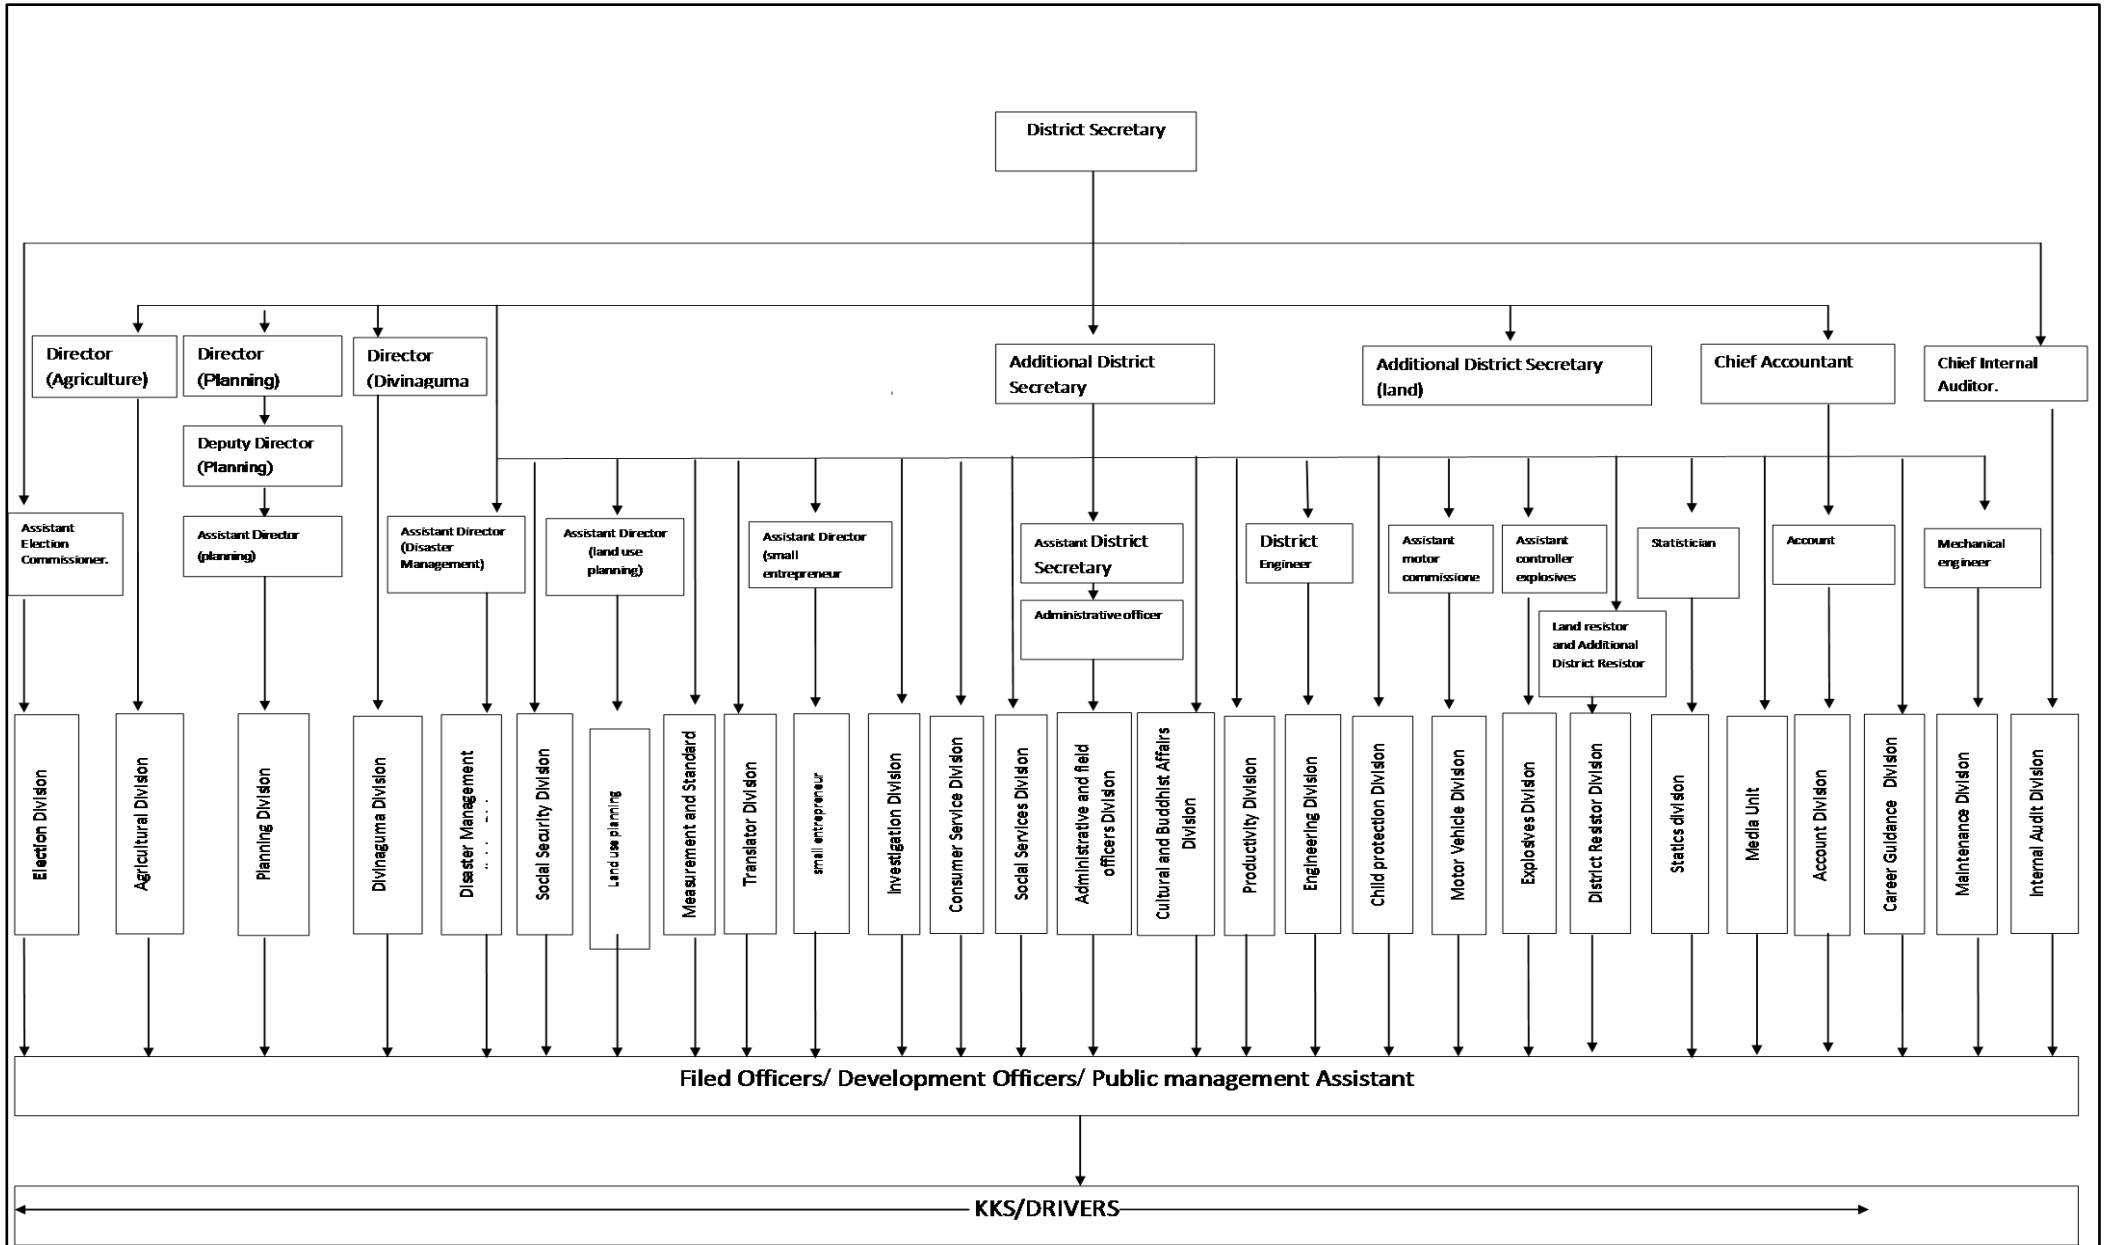 District Secretary
Director
(Agriculture)
Director
(Planning)
Director
(Divinaguma
Additional District
Secretary
Additional District Secretary
(land)
Chief Accountant
Chief Internal
Auditor.
Deputy Director
(Planning)
Assistant
Election
Commissioner.
Assistant Director
(planning)
Assistant Director
(Disaster
Management)
Assistant Director
(land use
planning)
Assistant Director
(small
entrepreneur
Assistant District
Secretary
District
Engineer
Assistant
motor
commissione
Assistant
controller
explosives
Statistician
Account
Mechanical
engineer
Administrative officer
Land resistor
and Additional
District Resistor
Election Division
Agricultural Division
Planning Division
Divinaguma Division
Disaster Management
Social Security Division
Land use planning
Measurement and Standard
Translator Division
small entrepreneur
Investigation Division
Consumer Service Division
Social Services Division
Administrative and field
officers Division
Cultural and Buddhist Affairs
Division
Productivity Division
Engineering Division
Child protection Division
Motor Vehicle Division
Explosives Division
District Resistor Division
Statics division
Media Unit
Account Division
Career Guidance Division
Maintenance Division
Internal Audit Division
Filed Officers/ Development Officers/ Public management Assistant
KKS/DRIVERS